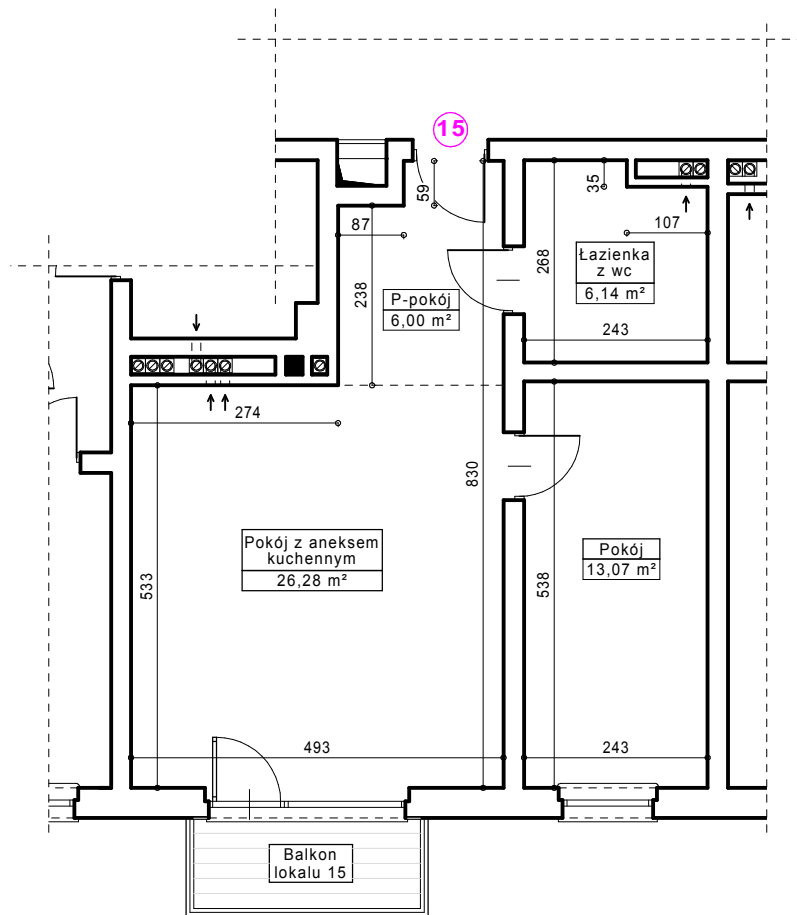 15
59
35
87
107
Łazienka
z wc
6,14 m²
268
238
P-pokój
6,00 m²
243
274
830
Pokój z aneksem
kuchennym
26,28 m²
Pokój
13,07 m²
533
538
493
243
Balkon
lokalu 15